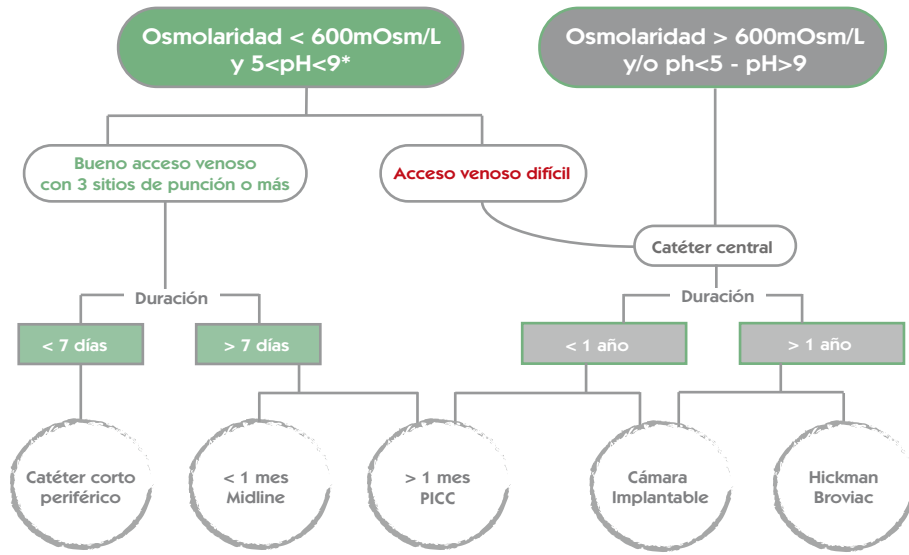 Osmolaridad < 600mOsm/L
y 5<pH<9*
Osmolaridad > 600mOsm/L
y/o ph<5 - pH>9
Bueno acceso venoso
con 3 sitios de punción o más
Acceso venoso difícil
Catéter central
Duración
Duración
< 7 días
> 7 días
< 1 año
> 1 año
Catéter corto
periférico
< 1 mes
Midline
> 1 mes
PICC
Cámara
Implantable
Hickman
Broviac